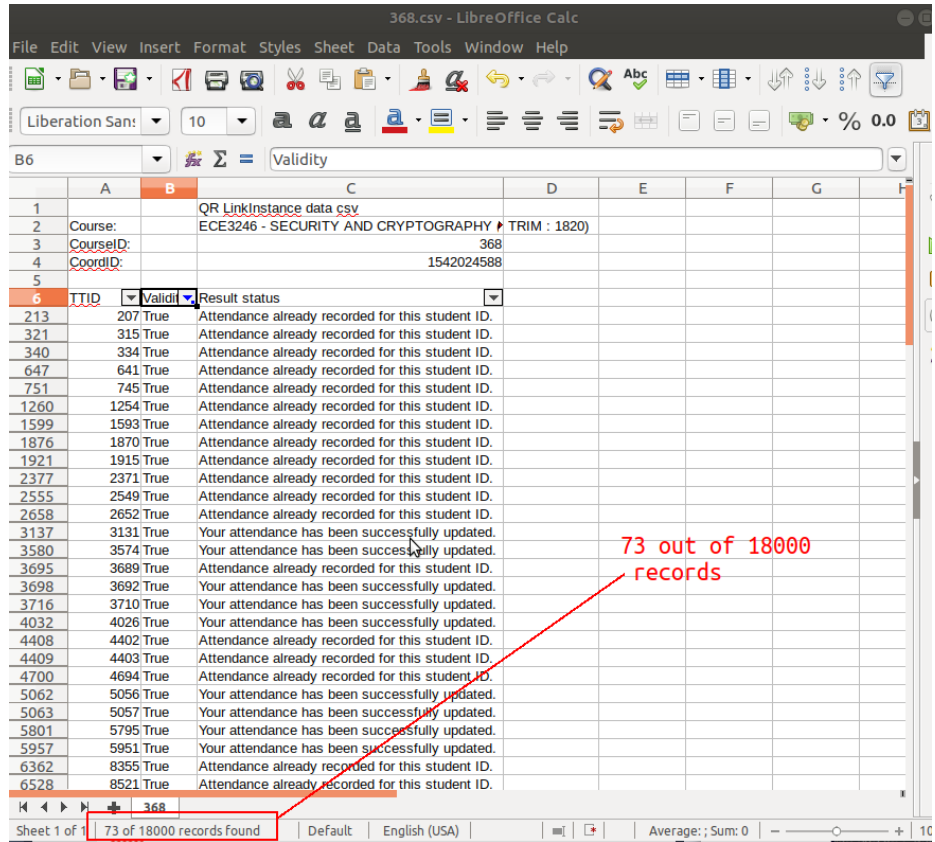 368.csv - LibreOffice Calc
File Edit View Insert Format Styles Sheet Data Tools Window Help
Abc
Liberation Sans 10 a a a a % 0.0
B6 Σ = Validity
A B C D E F G H
1 QR LinkInstance data csv
2 Course: ECE3246 - SECURITY AND CRYPTOGRAPHY TRIM : 1820)
3 CourseID: 368
4 CoordID: 1542024588
5
6 TTID Validit Result status
213 207 True Attendance already recorded for this student ID.
321 315 True Attendance already recorded for this student ID.
340 334 True Attendance already recorded for this student ID.
647 641 True Attendance already recorded for this student ID.
751 745 True Attendance already recorded for this student ID.
1260 1254 True Attendance already recorded for this student ID.
1599 1593 True Attendance already recorded for this student ID.
1876 1870 True Attendance already recorded for this student ID.
1921 1915 True Attendance already recorded for this student ID.
2377 2371 True Attendance already recorded for this student ID.
2555 2549 True Attendance already recorded for this student ID.
2658 2652 True Attendance already recorded for this student ID.
3137 3131 True Your attendance has been successfully updated.
3580 3574 True Your attendance has been successfully updated.
73 out of 18000
records
3695 3689 True Attendance already recorded for this student ID.
3698 3692 True Your attendance has been successfully updated.
3716 3710 True Your attendance has been successfully updated.
4032 4026 True Your attendance has been successfully updated.
4408 4402 True Attendance already recorded for this student ID.
4409 4403 True Attendance already recorded for this student ID.
4700 4694 True Attendance already recorded for this student ID.
5062 5056 True Your attendance has been successfully updated.
5063 5057 True Your attendance has been successfully updated.
5801 5795 True Your attendance has been successfully updated.
5957 5951 True Your attendance has been successfully updated.
6362 8355 True Attendance already recorded for this student ID.
6528 8521 True Attendance already recorded for this student ID.
368
Sheet 1 of 1 73 of 18000 records found Default English (USA) Average: ; Sum: 0 10